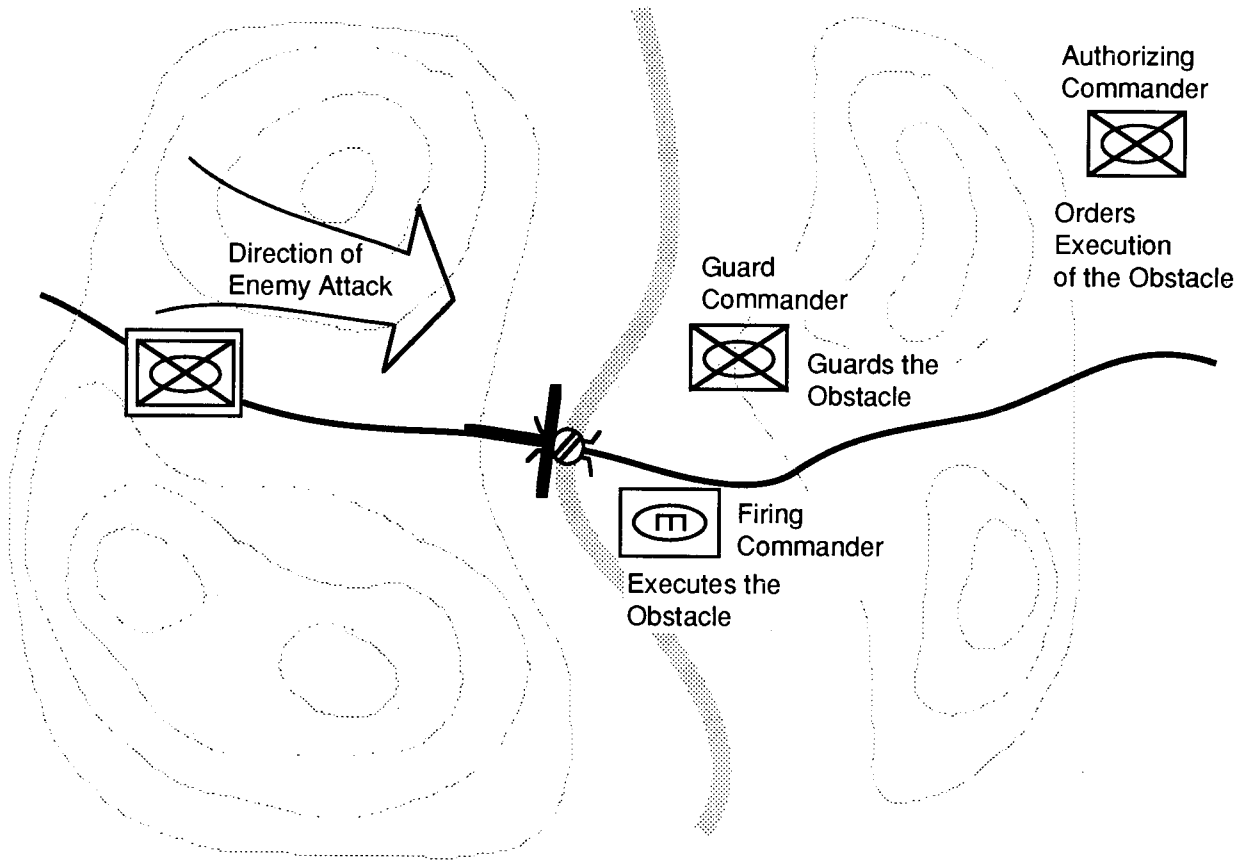 Authorizing
Commander
Orders
Execution
of the Obstacle
Direction of
Enemy Attack
Guard
Commander
Guards the
Obstacle
Firing
Commander
Executes the
Obstacle